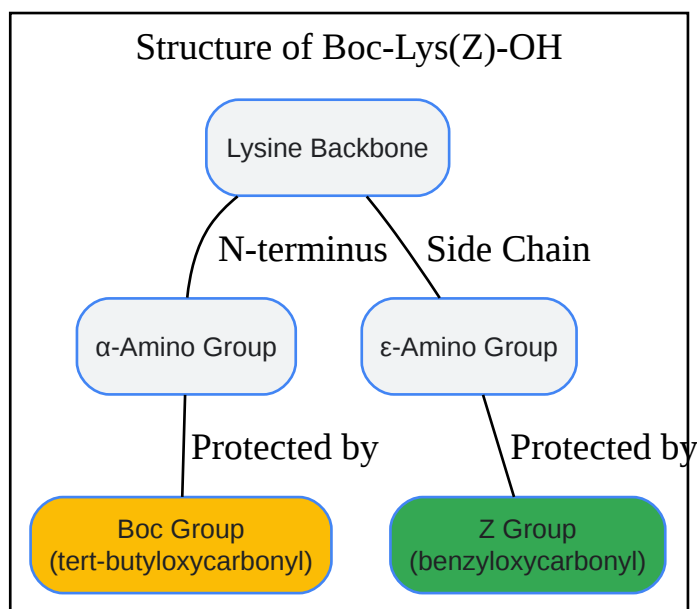 Structure of Boc-Lys(Z)-OH
Lysine Backbone
N-terminus
Side Chain
α-Amino Group
ε-Amino Group
Protected by
Protected by
Boc Group
(tert-butyloxycarbonyl)
Z Group
(benzyloxycarbonyl)